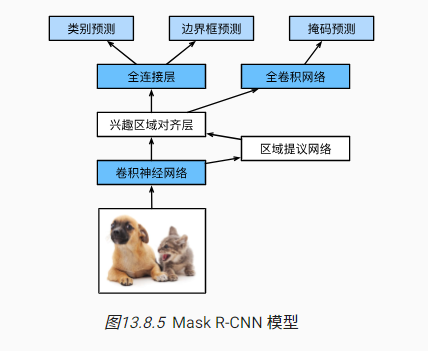 类别预测
边界框预测
掩码预测
全连接层
全卷积网络
兴趣区域对齐层
区域提议网络
卷积神经网络
图13.8.5 Mask R-CNN 模型